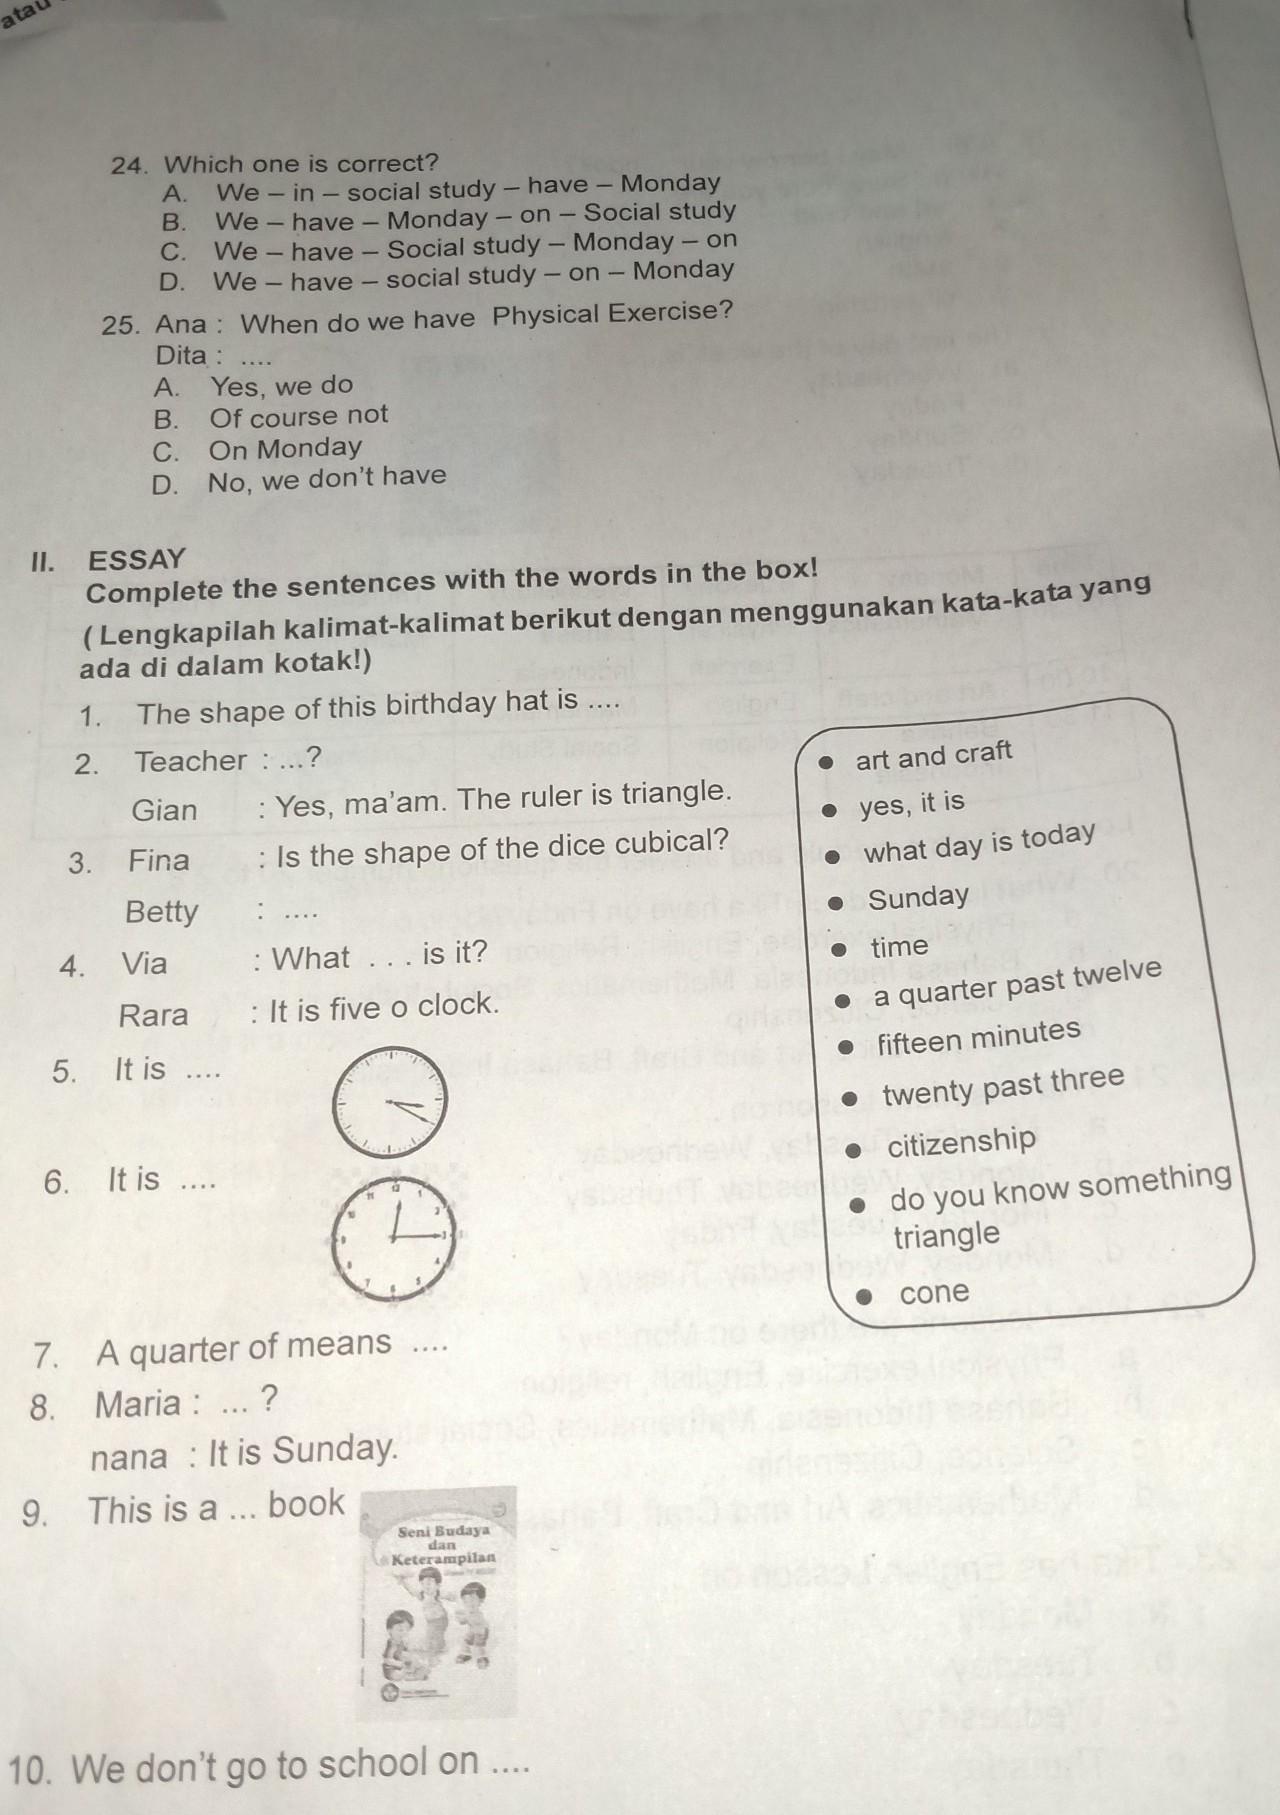 atau
24. Which one is correct?
A. We – in – social study – have – Monday
B. We – have – Monday – on – Social study
C. We – have – Social study – Monday – on
D. We – have – social study – on – Monday
25. Ana : When do we have Physical Exercise?
Dita : ....
A. Yes, we do
B. Of course not
C. On Monday
D. No, we don't have
II. ESSAY
Complete the sentences with the words in the box!
( Lengkapilah kalimat-kalimat berikut dengan menggunakan kata-kata yang
ada di dalam kotak!)
1. The shape of this birthday hat is ....
2. Teacher : ...?
Gian : Yes, ma'am. The ruler is triangle.
3. Fina : Is the shape of the dice cubical?
Betty : ....
4. Via : What . . . is it?
Rara : It is five o clock.
5. It is ....
6. It is ....
7. A quarter of means ....
8. Maria : ... ?
nana : It is Sunday.
9. This is a ... book
Seni Budaya
dan
Keterampilan
10. We don't go to school on ....
• art and craft
• yes, it is
• what day is today
• Sunday
• time
• a quarter past twelve
• fifteen minutes
• twenty past three
• citizenship
• do you know something
triangle
• cone